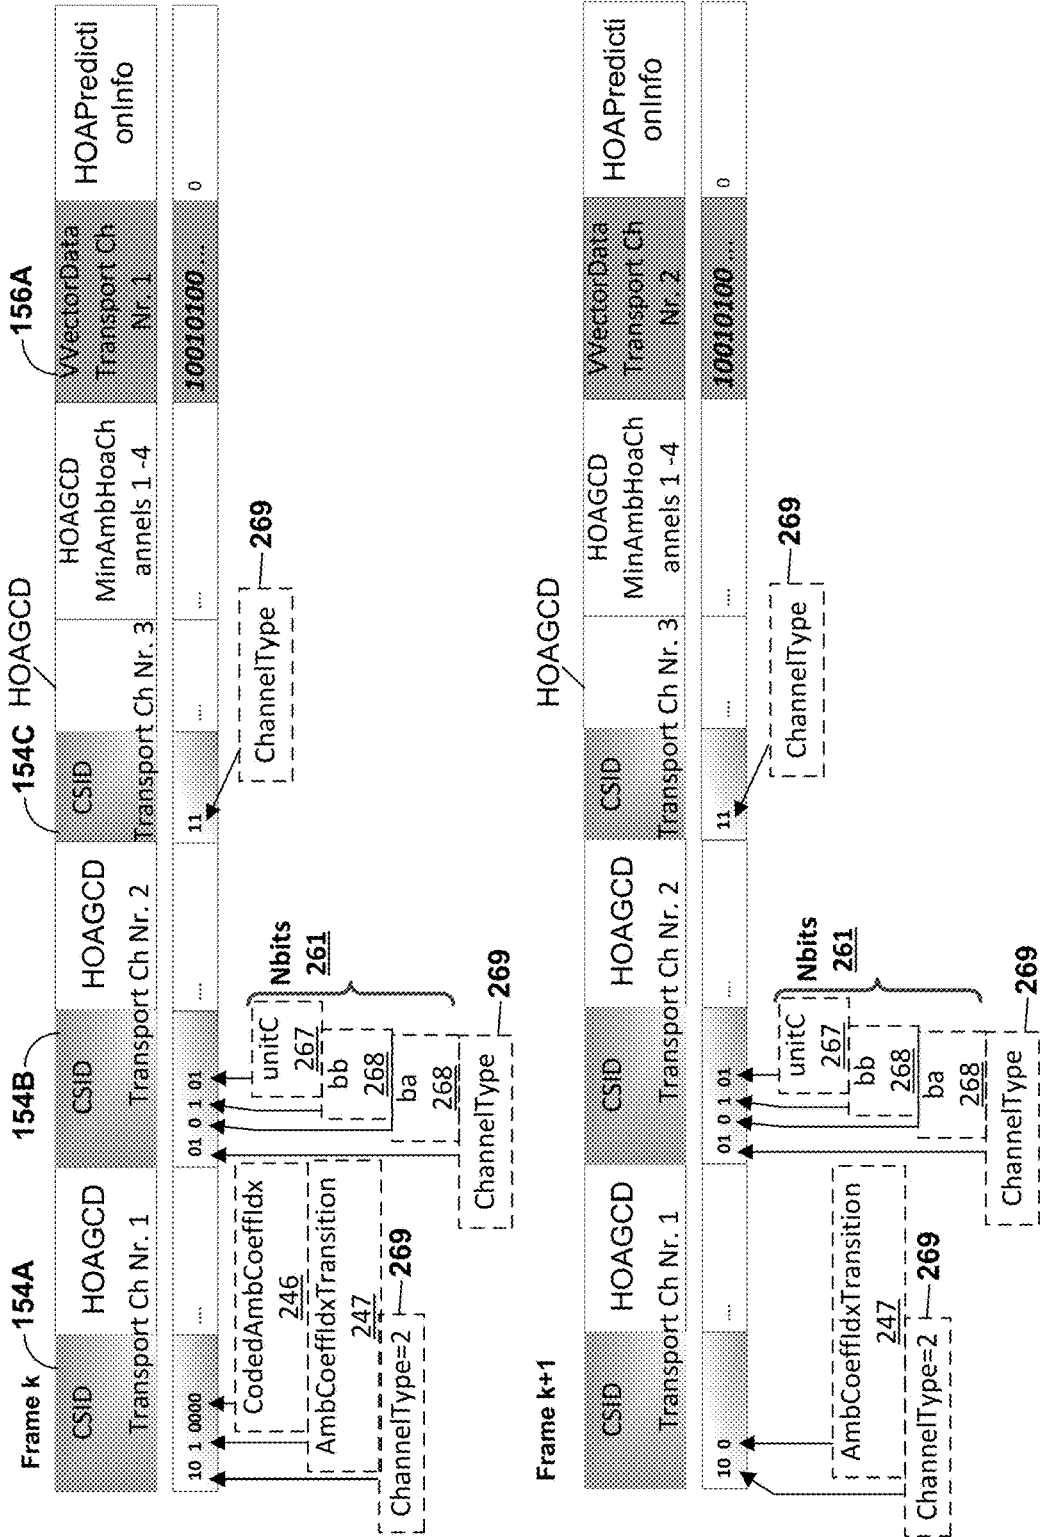 Frame k
154A
154B
154C
HOAGCD
156A
CSID
HOAGCD
Transport Ch Nr. 1
CSID
HOAGCD
Transport Ch Nr. 2
CSID
Transport Ch Nr. 3
HOAGCD
MinAmbHoaCh
annels 1 -4
VVectorData
Transport Ch
Nr. 1
HOAPredicti
onInfo
10 1 0000
....
01 0 1 01
....
11
....
....
10010100 ...
0
CodedAmbCoeffIdx
246
AmbCoeffIdxTransition
247
ChannelType=2
269
unitC
267
bb
268
ba
268
Nbits
261
ChannelType
269
ChannelType
269
Frame k+1
HOAGCD
CSID
HOAGCD
Transport Ch Nr. 1
CSID
HOAGCD
Transport Ch Nr. 2
CSID
Transport Ch Nr. 3
HOAGCD
MinAmbHoaCh
annels 1 -4
VVectorData
Transport Ch
Nr. 2
HOAPredicti
onInfo
10 0
....
01 0 1 01
....
11
....
....
10010100 ...
0
AmbCoeffIdxTransition
247
ChannelType=2
269
unitC
267
bb
268
ba
268
Nbits
261
ChannelType
269
ChannelType
269